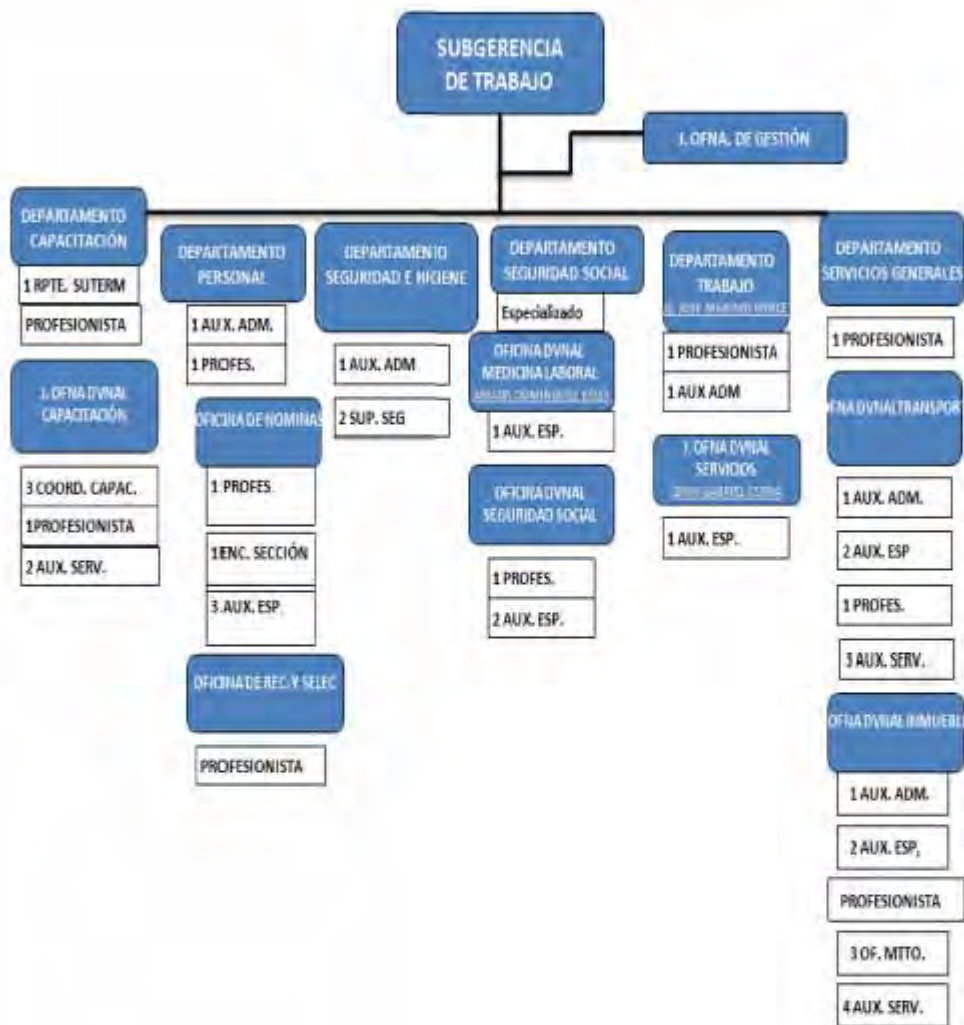 SUBGERENCIA
DE TRABAJO
J. OFNA. DE GESTIÓN
DEPARTAMENTO
CAPACITACIÓN
1 RPTE. SUTERM
PROFESIONISTA
J. OFNA DVNAL
CAPACITACIÓN
3 COORD. CAPAC.
1PROFESIONISTA
2 AUX. SERV.
DEPARTAMENTO
PERSONAL
1 AUX. ADM.
1 PROFES.
OFICINA DE NOMINAS
1 PROFES.
1ENC. SECCIÓN
3 AUX. ESP.
OFICINA DE REC. Y SELEC
PROFESIONISTA
DEPARTAMENTO
SEGURIDAD E HIGIENE
1 AUX. ADM
2 SUP. SEG
DEPARTAMENTO
SEGURIDAD SOCIAL
Especializado
OFICINA DVNAL
MEDICINA LABORAL
1 AUX. ESP.
OFICINA DVNAL
SEGURIDAD SOCIAL
1 PROFES.
2 AUX. ESP.
DEPARTAMENTO
TRABAJO
1 PROFESIONISTA
1 AUX ADM
J. OFNA DVNAL
SERVICIOS
1 AUX. ESP.
DEPARTAMENTO
SERVICIOS GENERALES
1 PROFESIONISTA
OFNA DVNAL TRANSPOR
1 AUX. ADM.
2 AUX. ESP
1 PROFES.
3 AUX. SERV.
OFNA DVNAL INMUEBL
1 AUX. ADM.
2 AUX. ESP,
PROFESIONISTA
3 OF. MTTO.
4 AUX. SERV.